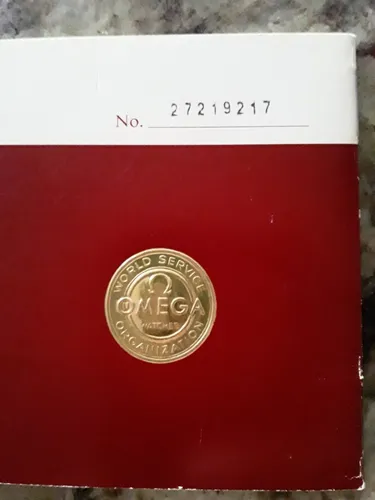 No. 27219217
WORLD SERVICE
Ω
OMEGA
WATCHES
ORGANIZATION